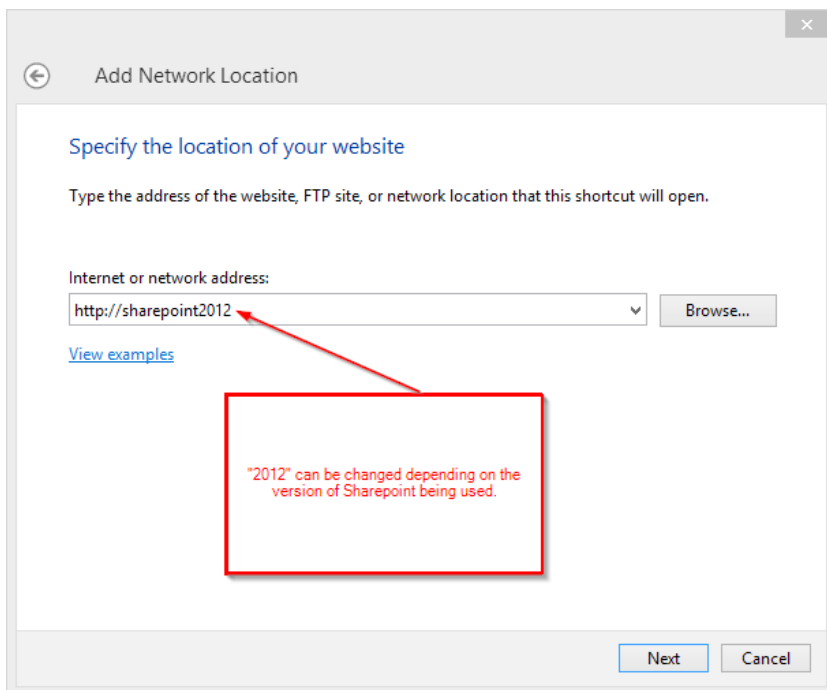 Add Network Location
Specify the location of your website
Type the address of the website, FTP site, or network location that this shortcut will open.
Internet or network address:
http://sharepoint2012
Browse...
View examples
"2012" can be changed depending on the
version of Sharepoint being used.
Next
Cancel